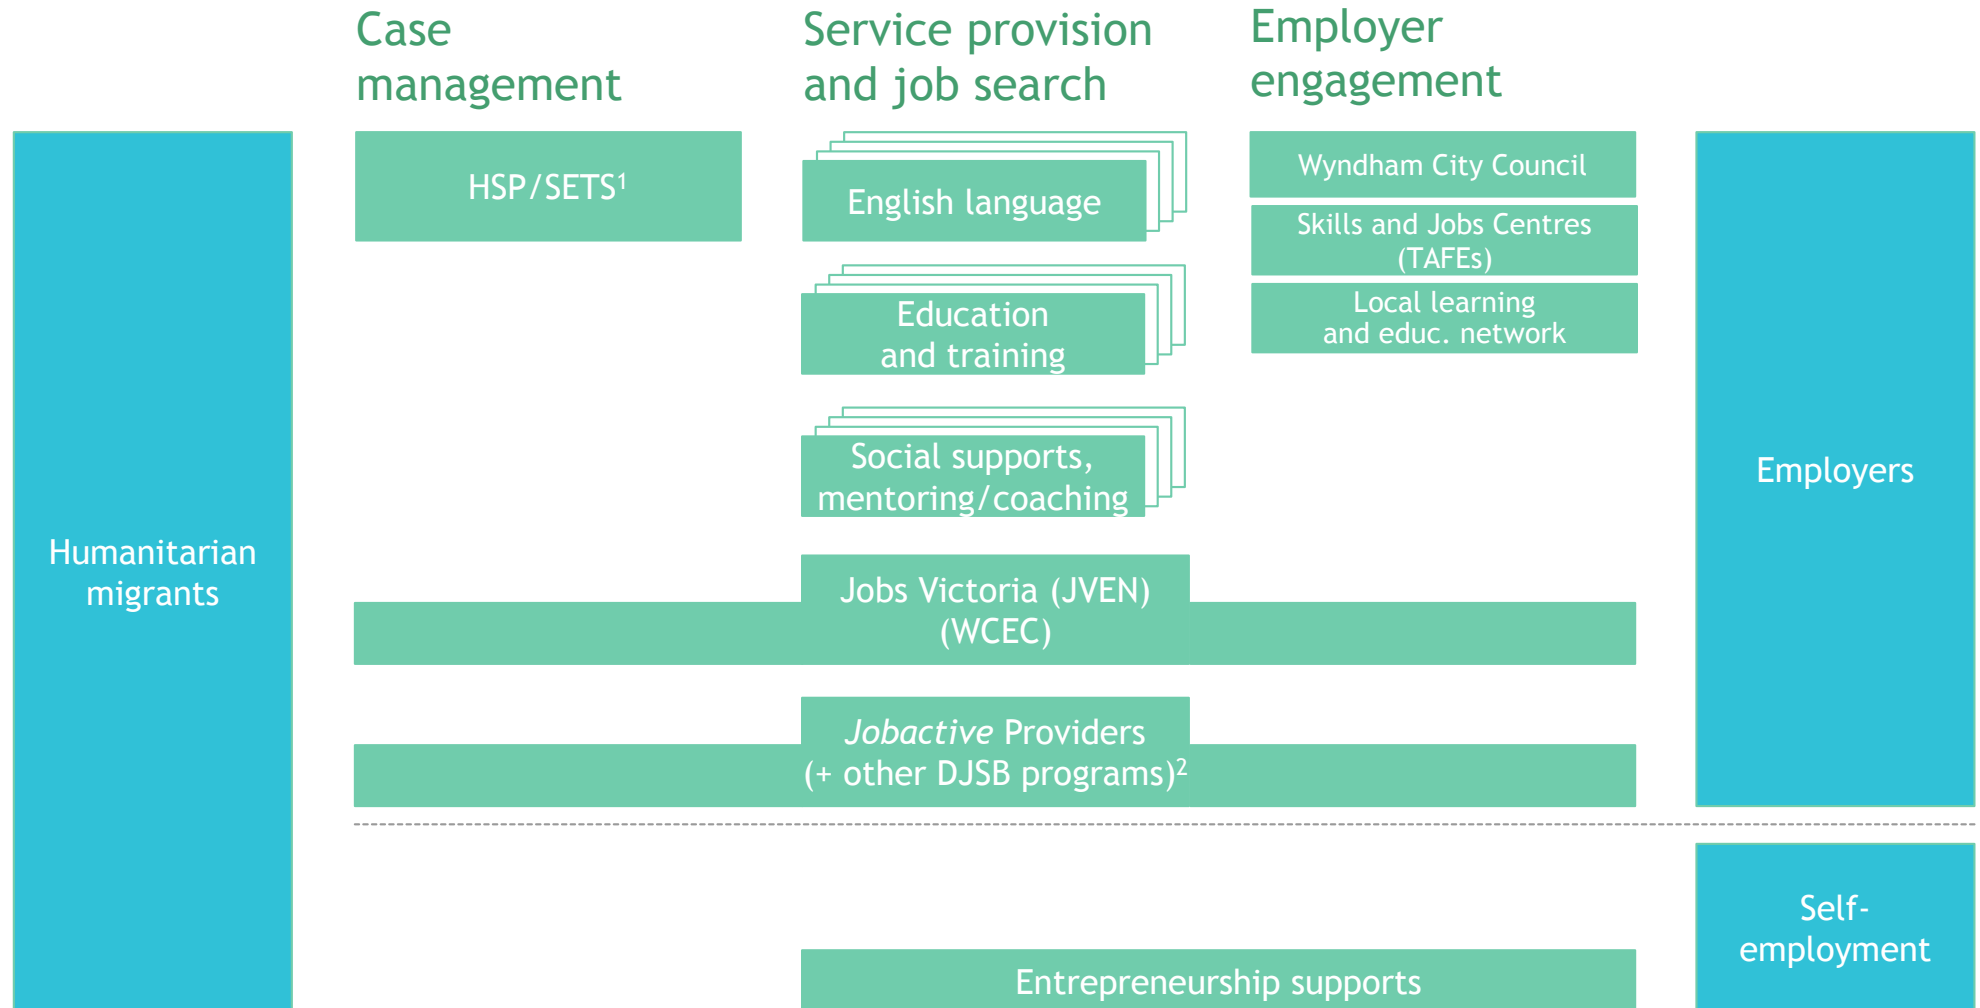 Case
management
Service provision
and job search
Employer
engagement
Humanitarian
migrants
HSP/SETS¹
English language
Education
and training
Social supports,
mentoring/coaching
Wyndham City Council
Skills and Jobs Centres
(TAFEs)
Local learning
and educ. network
Jobs Victoria (JVEN)
(WCEC)
Jobactive Providers
(+ other DJSB programs)²
Employers
Entrepreneurship supports
Self-
employment